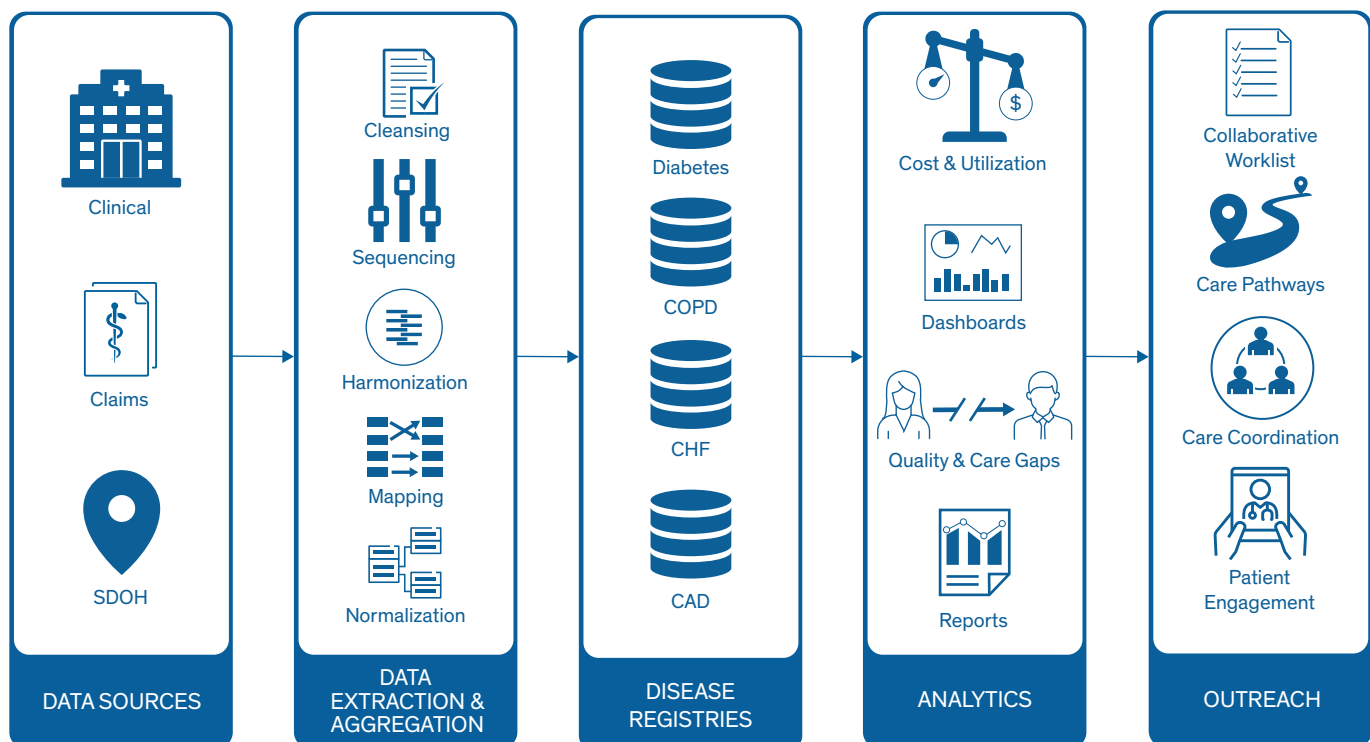 Clinical
Claims
SDOH
DATA SOURCES
Cleansing
Sequencing
Harmonization
Mapping
Normalization
DATA
EXTRACTION &
AGGREGATION
Diabetes
COPD
CHF
CAD
DISEASE
REGISTRIES
$
Cost & Utilization
Dashboards
Quality & Care Gaps
Reports
ANALYTICS
Collaborative
Worklist
Care Pathways
Care Coordination
Patient
Engagement
OUTREACH